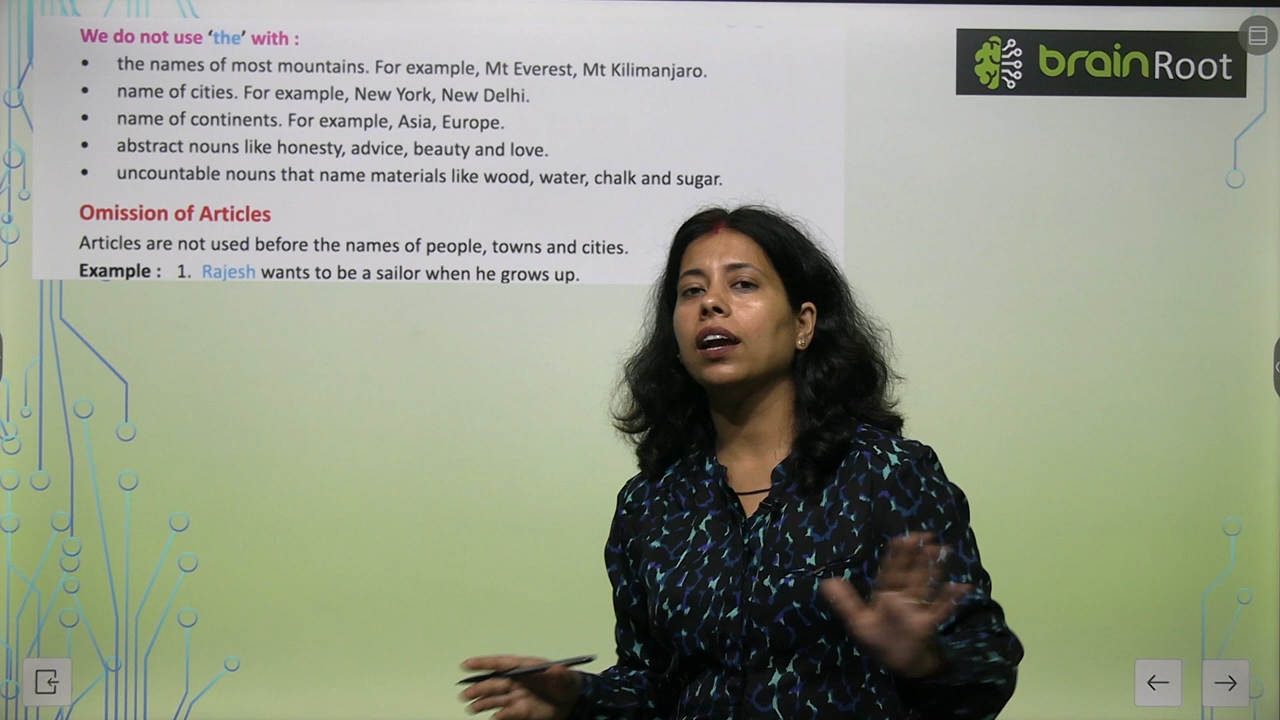 We do not use 'the' with :
• the names of most mountains. For example, Mt Everest, Mt Kilimanjaro.
• name of cities. For example, New York, New Delhi.
• name of continents. For example, Asia, Europe.
• abstract nouns like honesty, advice, beauty and love.
• uncountable nouns that name materials like wood, water, chalk and sugar.
Omission of Articles
Articles are not used before the names of people, towns and cities.
Example : 1. Rajesh wants to be a sailor when he grows up.
brainRoot